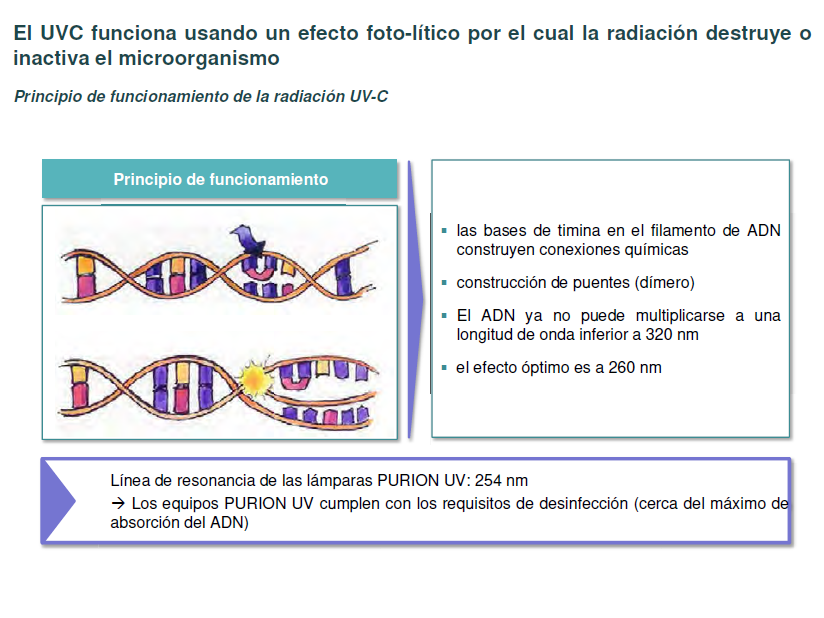 El UVC funciona usando un efecto foto-lítico por el cual la radiación destruye o
inactiva el microorganismo
Principio de funcionamiento de la radiación UV-C
Principio de funcionamiento
▪ las bases de timina en el filamento de ADN
construyen conexiones químicas
▪ construcción de puentes (dímero)
▪ El ADN ya no puede multiplicarse a una
longitud de onda inferior a 320 nm
▪ el efecto óptimo es a 260 nm
Línea de resonancia de las lámparas PURION UV: 254 nm
→ Los equipos PURION UV cumplen con los requisitos de desinfección (cerca del máximo de
absorción del ADN)